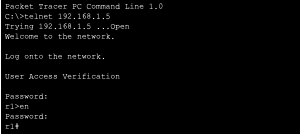 Packet Tracer PC Command Line 1.0
C:\>telnet 192.168.1.5
Trying 192.168.1.5 ...Open
Welcome to the network.
Log onto the network.
User Access Verification
Password:
r1>en
Password:
r1#